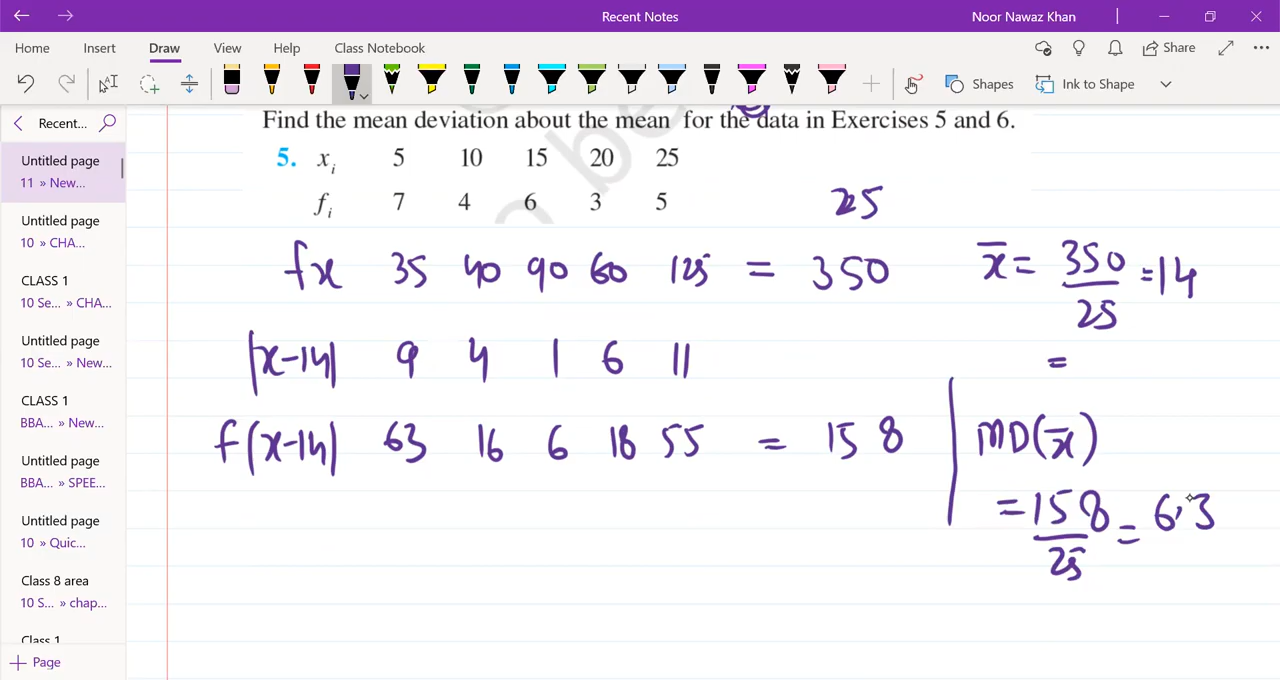 Recent Notes
Noor Nawaz Khan
Home Insert Draw View Help Class Notebook
Share
Shapes
Ink to Shape
Recent...
Untitled page
11 » New...
Untitled page
10 » CHA...
CLASS 1
10 Se... » CHA...
Untitled page
10 Se... » New...
CLASS 1
BBA... » New...
Untitled page
BBA... » SPEE...
Untitled page
10 » Quic...
Class 8 area
10 S... » chap...
Class 1
Page
Find the mean deviation about the mean for the data in Exercises 5 and 6.
5. xi 5 10 15 20 25
fi 7 4 6 3 5 25
fx 35 40 90 60 125 = 350
|x-14| 9 4 1 6 11
f(x-14| 63 16 6 18 55 = 158
x̄ = 350/25 = 14
=
MD(x̄)
= 158/25 = 6.3